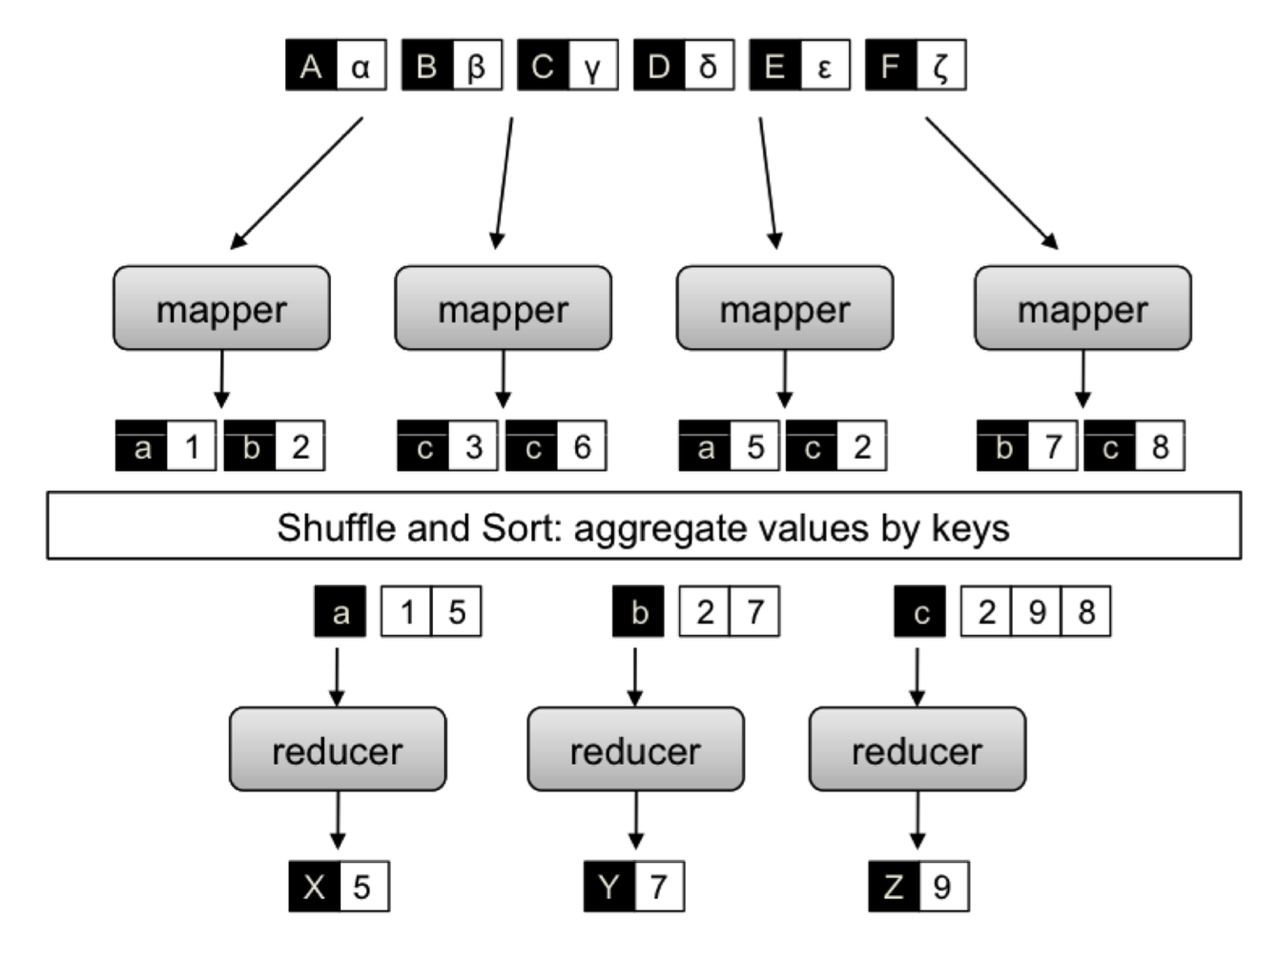 A α B β C γ D δ E ε F ζ
mapper mapper mapper mapper
a 1 b 2 c 3 c 6 a 5 c 2 b 7 c 8
Shuffle and Sort: aggregate values by keys
a 1 5 b 2 7 c 2 9 8
reducer reducer reducer
X 5 Y 7 Z 9